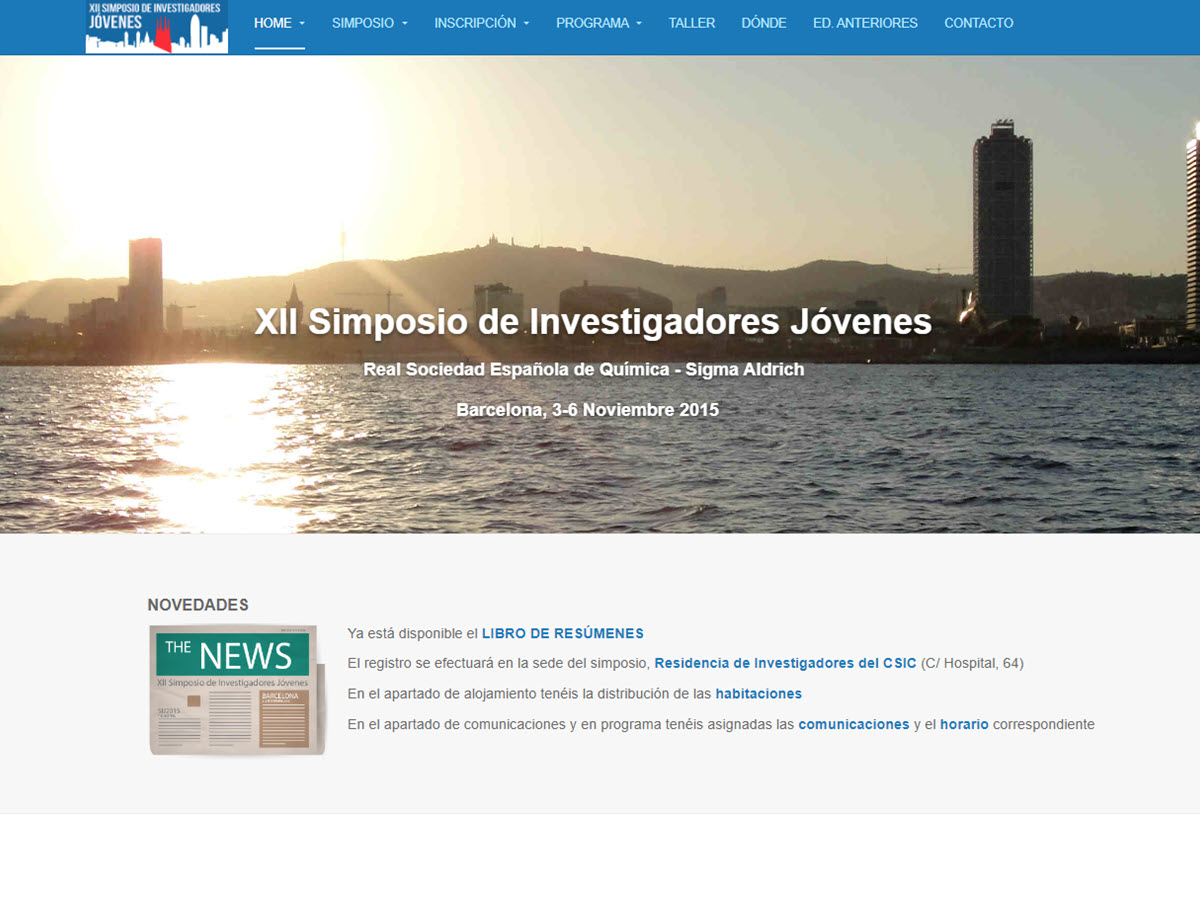 XII SIMPOSIO DE INVESTIGADORES
JÓVENES
HOME
SIMPOSIO
INSCRIPCIÓN
PROGRAMA
TALLER
DÓNDE
ED. ANTERIORES
CONTACTO
XII Simposio de Investigadores Jóvenes
Real Sociedad Española de Química - Sigma Aldrich
Barcelona, 3-6 Noviembre 2015
NOVEDADES
THE NEWS
XII Simposio de Investigadores Jóvenes
BARCELONA
Ya está disponible el LIBRO DE RESÚMENES
El registro se efectuará en la sede del simposio, Residencia de Investigadores del CSIC (C/ Hospital, 64)
En el apartado de alojamiento tenéis la distribución de las habitaciones
En el apartado de comunicaciones y en programa tenéis asignadas las comunicaciones y el horario correspondiente